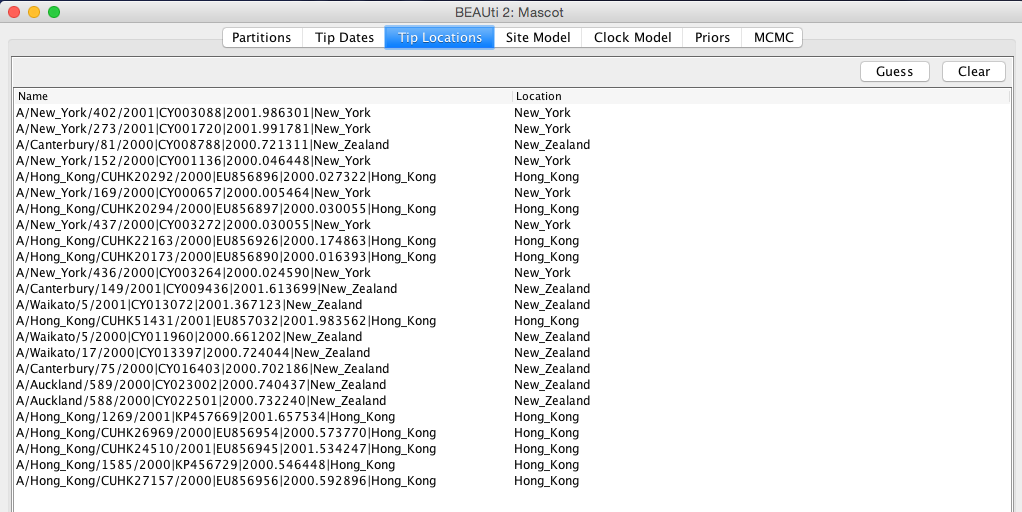 BEAUti 2: Mascot
Partitions Tip Dates Tip Locations Site Model Clock Model Priors MCMC
Guess Clear
Name Location
A/New_York/402/2001|CY003088|2001.986301|New_York New_York
A/New_York/273/2001|CY001720|2001.991781|New_York New_York
A/Canterbury/81/2000|CY008788|2000.721311|New_Zealand New_Zealand
A/New_York/152/2000|CY001136|2000.046448|New_York New_York
A/Hong_Kong/CUHK20292/2000|EU856896|2000.027322|Hong_Kong Hong_Kong
A/New_York/169/2000|CY000657|2000.005464|New_York New_York
A/Hong_Kong/CUHK20294/2000|EU856897|2000.030055|Hong_Kong Hong_Kong
A/New_York/437/2000|CY003272|2000.030055|New_York New_York
A/Hong_Kong/CUHK22163/2000|EU856926|2000.174863|Hong_Kong Hong_Kong
A/Hong_Kong/CUHK20173/2000|EU856890|2000.016393|Hong_Kong Hong_Kong
A/New_York/436/2000|CY003264|2000.024590|New_York New_York
A/Canterbury/149/2001|CY009436|2001.613699|New_Zealand New_Zealand
A/Waikato/5/2001|CY013072|2001.367123|New_Zealand New_Zealand
A/Hong_Kong/CUHK51431/2001|EU857032|2001.983562|Hong_Kong Hong_Kong
A/Waikato/5/2000|CY011960|2000.661202|New_Zealand New_Zealand
A/Waikato/17/2000|CY013397|2000.724044|New_Zealand New_Zealand
A/Canterbury/75/2000|CY016403|2000.702186|New_Zealand New_Zealand
A/Auckland/589/2000|CY023002|2000.740437|New_Zealand New_Zealand
A/Auckland/588/2000|CY022501|2000.732240|New_Zealand New_Zealand
A/Hong_Kong/1269/2001|KP457669|2001.657534|Hong_Kong Hong_Kong
A/Hong_Kong/CUHK26969/2000|EU856954|2000.573770|Hong_Kong Hong_Kong
A/Hong_Kong/CUHK24510/2001|EU856945|2001.534247|Hong_Kong Hong_Kong
A/Hong_Kong/1585/2000|KP456729|2000.546448|Hong_Kong Hong_Kong
A/Hong_Kong/CUHK27157/2000|EU856956|2000.592896|Hong_Kong Hong_Kong